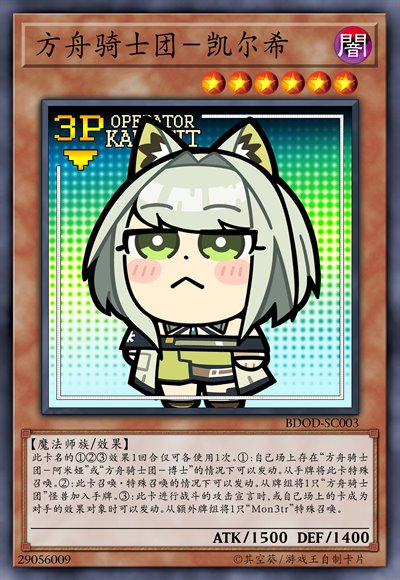 方舟骑士团－凯尔希
闇
3P OPERATOR
BDOD-SC003
【魔法师族/效果】
此卡名的①②③效果1回合仅可各使用1次。①:自己场上存在“方舟骑士
团－阿米娅”或“方舟骑士团－博士”的情况下可以发动。从手牌将此卡特殊
召唤。②:此卡召唤・特殊召唤的情况下可以发动。从牌组将1只“方舟骑士
团”怪兽加入手牌。③:此卡进行战斗的攻击宣言时,或自己场上的卡成为
对手的效果对象时可以发动。从额外牌组将1只“Mon3tr”特殊召唤。
ATK/1500 DEF/1400
29056009
©其空葵/游戏王自制卡片